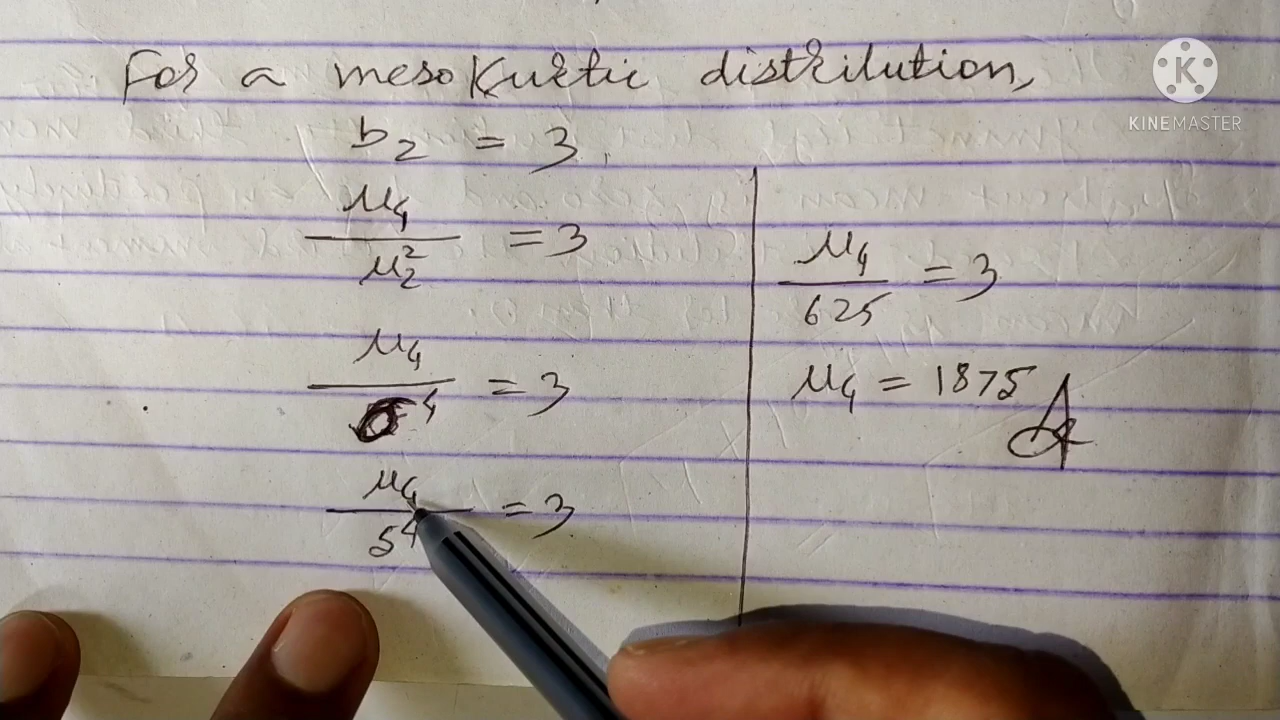 For a mesokurtic distrilution,
b₂ = 3
μ₄ / μ₂² = 3
μ₄ / σ⁴ = 3
μ₄ / 5⁴ = 3
μ₄ / 625 = 3
μ₄ = 1875
K
KINEMASTER